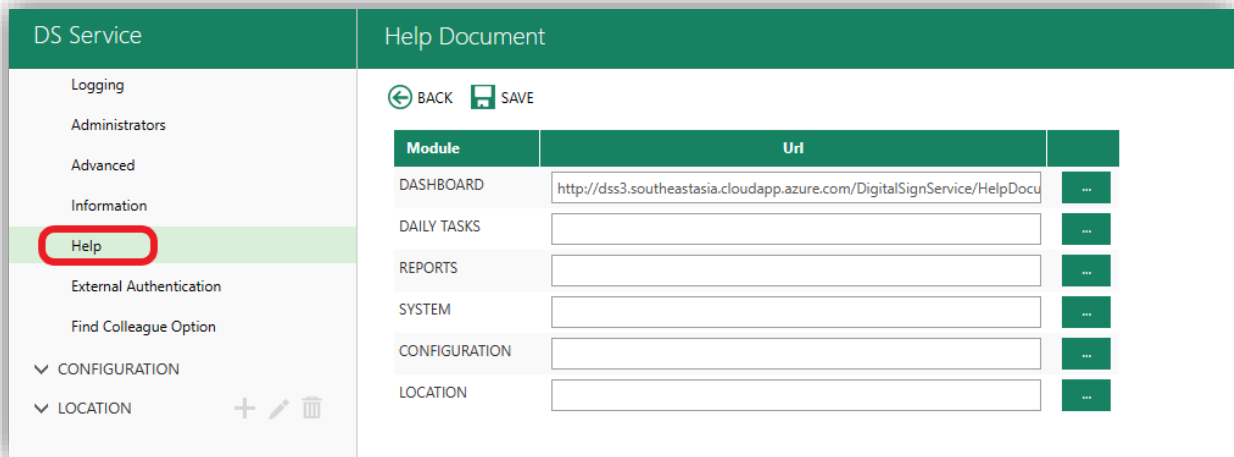 DS Service
Help Document
Logging
Administrators
Advanced
Information
Help
External Authentication
Find Colleague Option
CONFIGURATION
LOCATION
BACK SAVE
Module Url
DASHBOARD http://dss3.southeastasia.cloudapp.azure.com/DigitalSignService/HelpDocu ...
DAILY TASKS ...
REPORTS ...
SYSTEM ...
CONFIGURATION ...
LOCATION ...